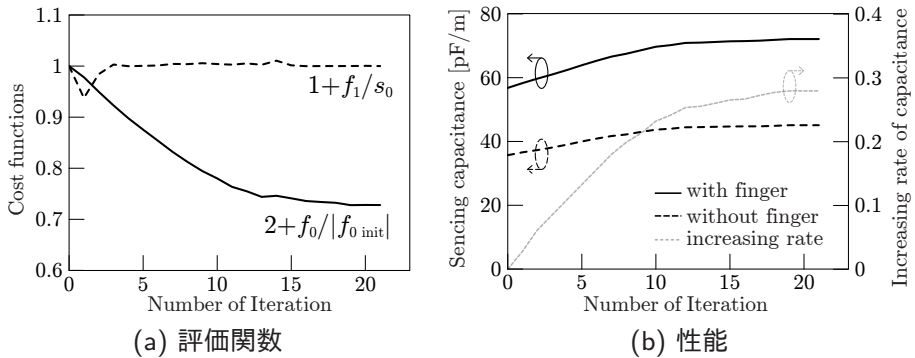 1.1
1
0.9
0.8
0.7
0.6
Cost functions
1+f₁/s₀
2+f₀/|f₀ init|
0 5 10 15 20
Number of Iteration
(a) 評価関数
80
60
40
20
0
Sencing capacitance [pF/m]
0.4
0.3
0.2
0.1
0
Increasing rate of capacitance
with finger
without finger
increasing rate
0 5 10 15 20
Number of Iteration
(b) 性能